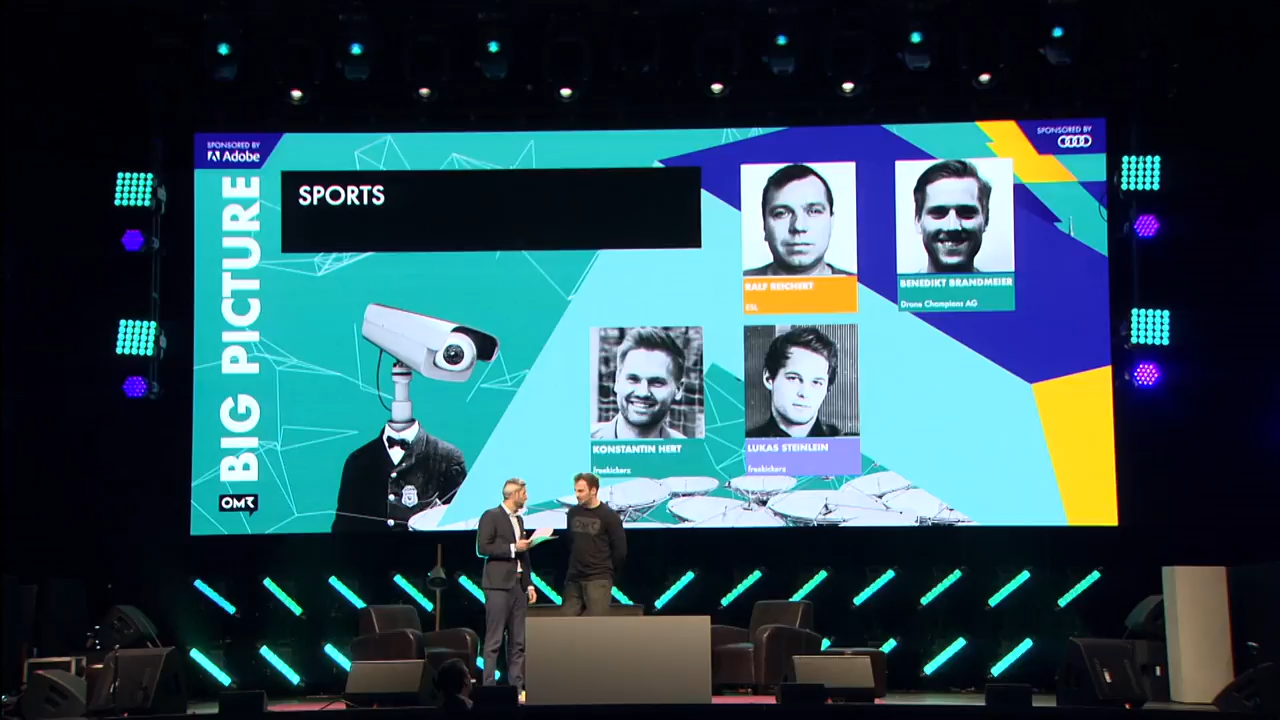 SPONSORED BY
Adobe
SPONSORED BY
BIG PICTURE
SPORTS
RALF REICHERT
ESL
BENEDIKT BRANDMEIER
Drone Champions AG
KONSTANTIN HERT
freekickerz
LUKAS STEINLEIN
freekickerz
OMR
OMR